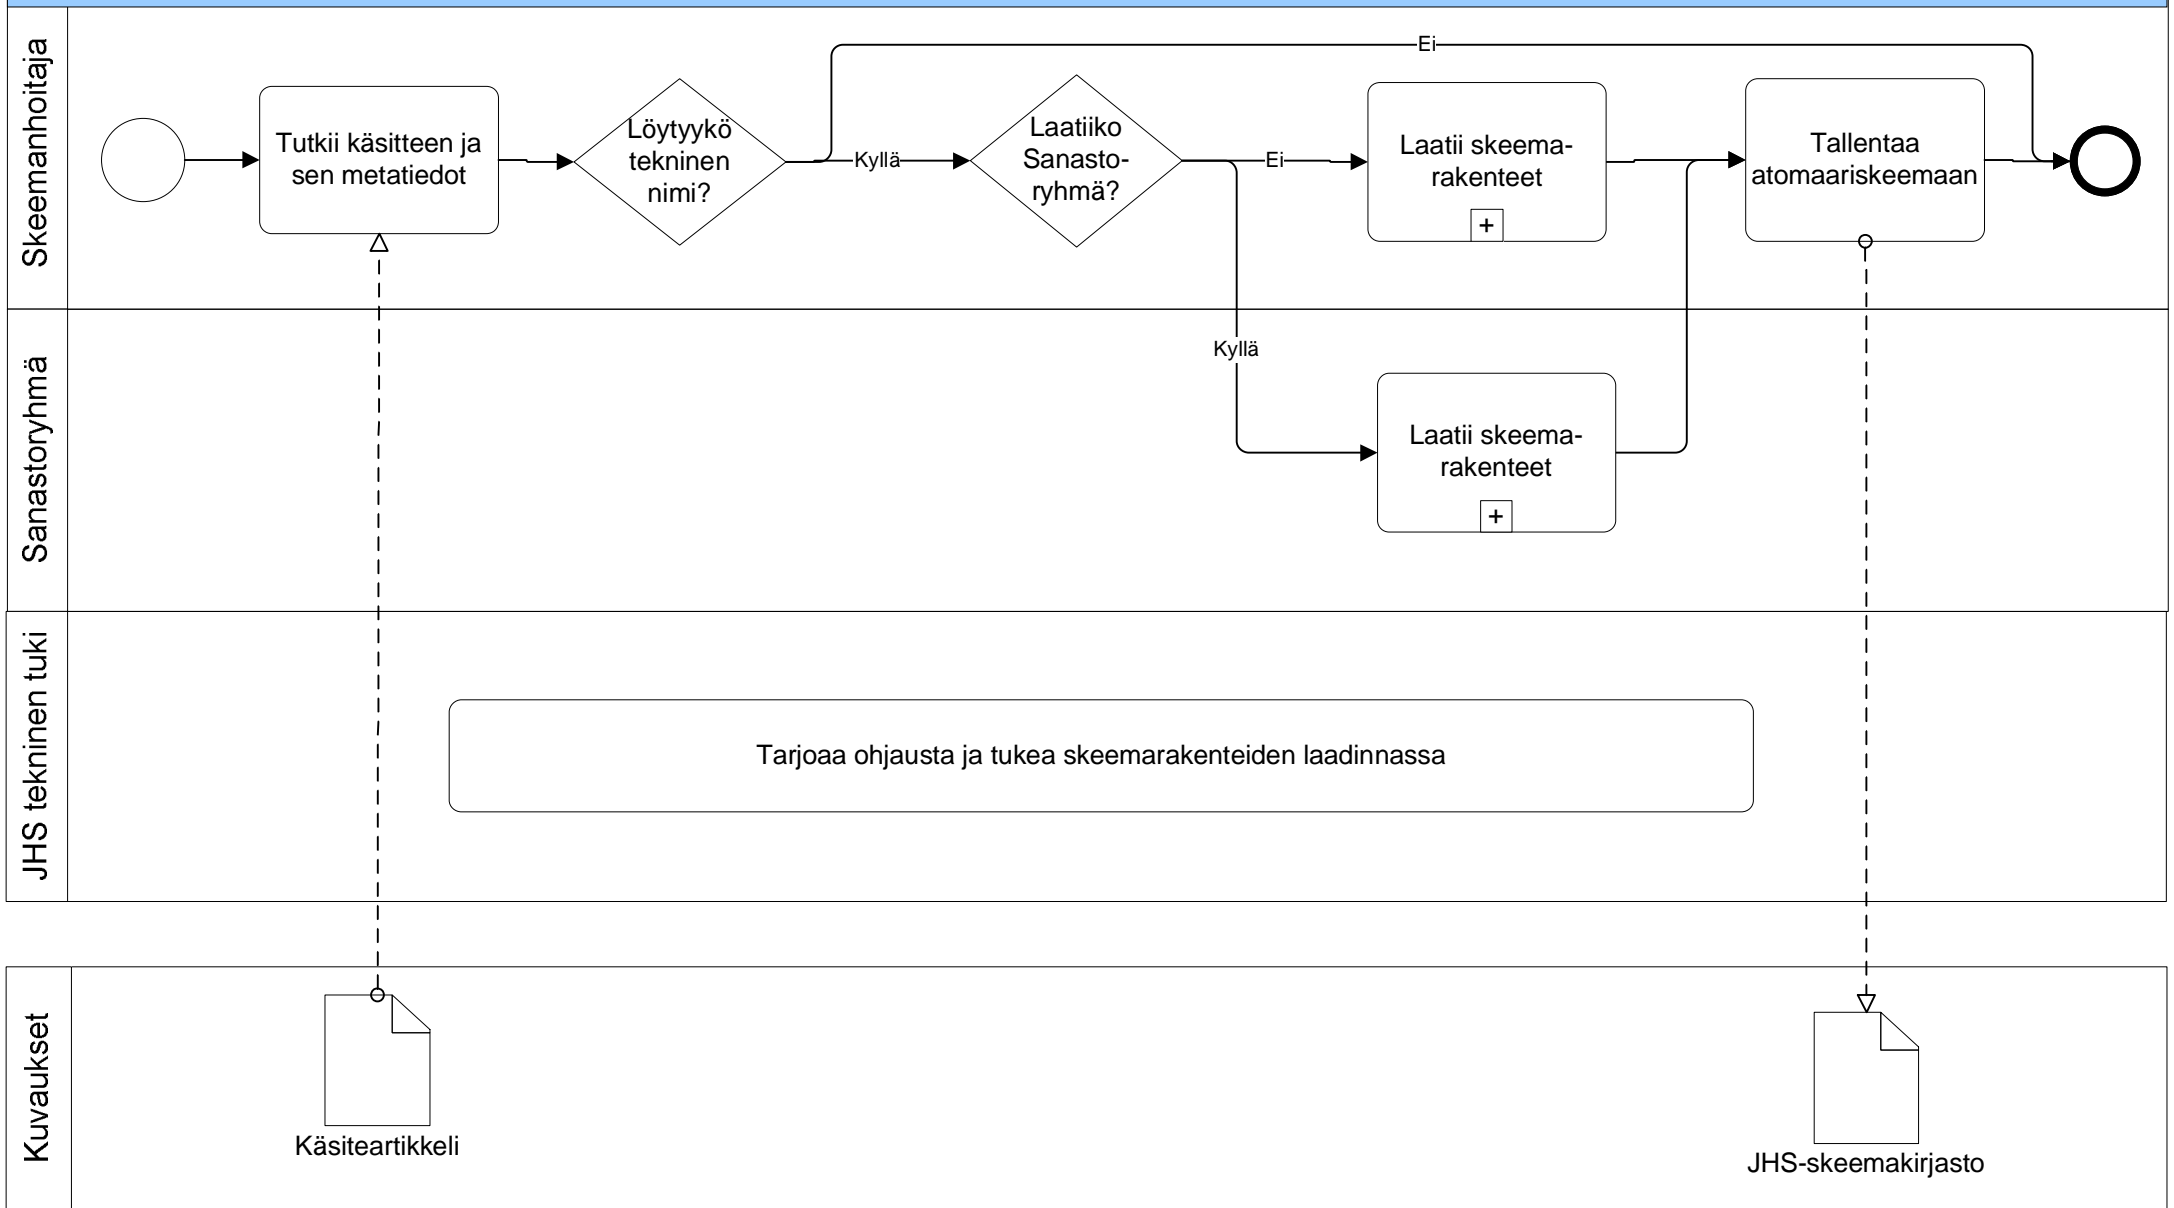 Skeemanhoitaja
Tutkii käsitteen ja
sen metatiedot
Löytyykö
tekninen
nimi?
Ei
Kyllä
Laatiiko
Sanasto-
ryhmä?
Ei
Laatii skeema-
rakenteet
+
Tallentaa
atomaariskeemaan
Sanastoryhmä
Kyllä
Laatii skeema-
rakenteet
+
JHS tekninen tuki
Tarjoaa ohjausta ja tukea skeemarakenteiden laadinnassa
Kuvaukset
Käsiteartikkeli
JHS-skeemakirjasto